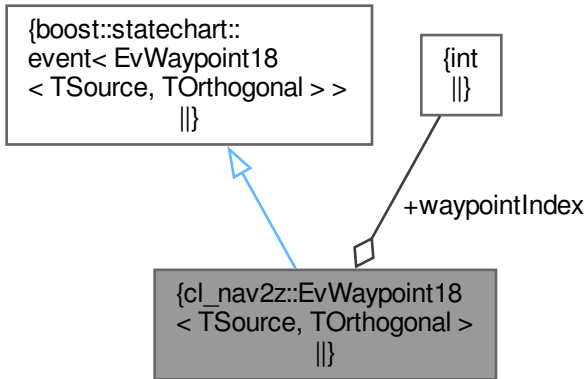 {boost::statechart::
event< EvWaypoint18
< TSource, TOrthogonal > >
||}
{int
||}
+waypointIndex
{cl_nav2z::EvWaypoint18
< TSource, TOrthogonal >
||}